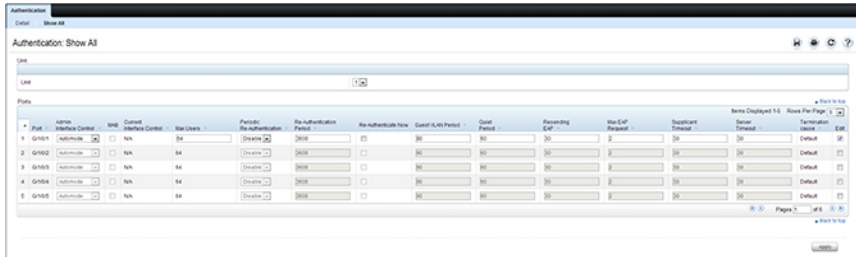 Authentication
Detail Show All
Authentication: Show All
Unit
Unit 1
Ports
Back to top
Items Displayed 1-5 Rows Per Page 5
Port Admin Interface Control MAB Current Interface Control Max Users Periodic Re-Authentication Re-Authentication Period Re-Authenticate Now Guest VLAN Period Quiet Period Resending EAP Max EAP Request Supplicant Timeout Server Timeout Termination cause Edit
1 Gi1/0/1 Automode N/A 64 Disable 3600 90 60 30 2 30 30 Default
2 Gi1/0/2 Automode N/A 64 Disable 3600 90 60 30 2 30 30 Default
3 Gi1/0/3 Automode N/A 64 Disable 3600 90 60 30 2 30 30 Default
4 Gi1/0/4 Automode N/A 64 Disable 3600 90 60 30 2 30 30 Default
5 Gi1/0/5 Automode N/A 64 Disable 3600 90 60 30 2 30 30 Default
Pages 1 of 6
Back to top
Apply